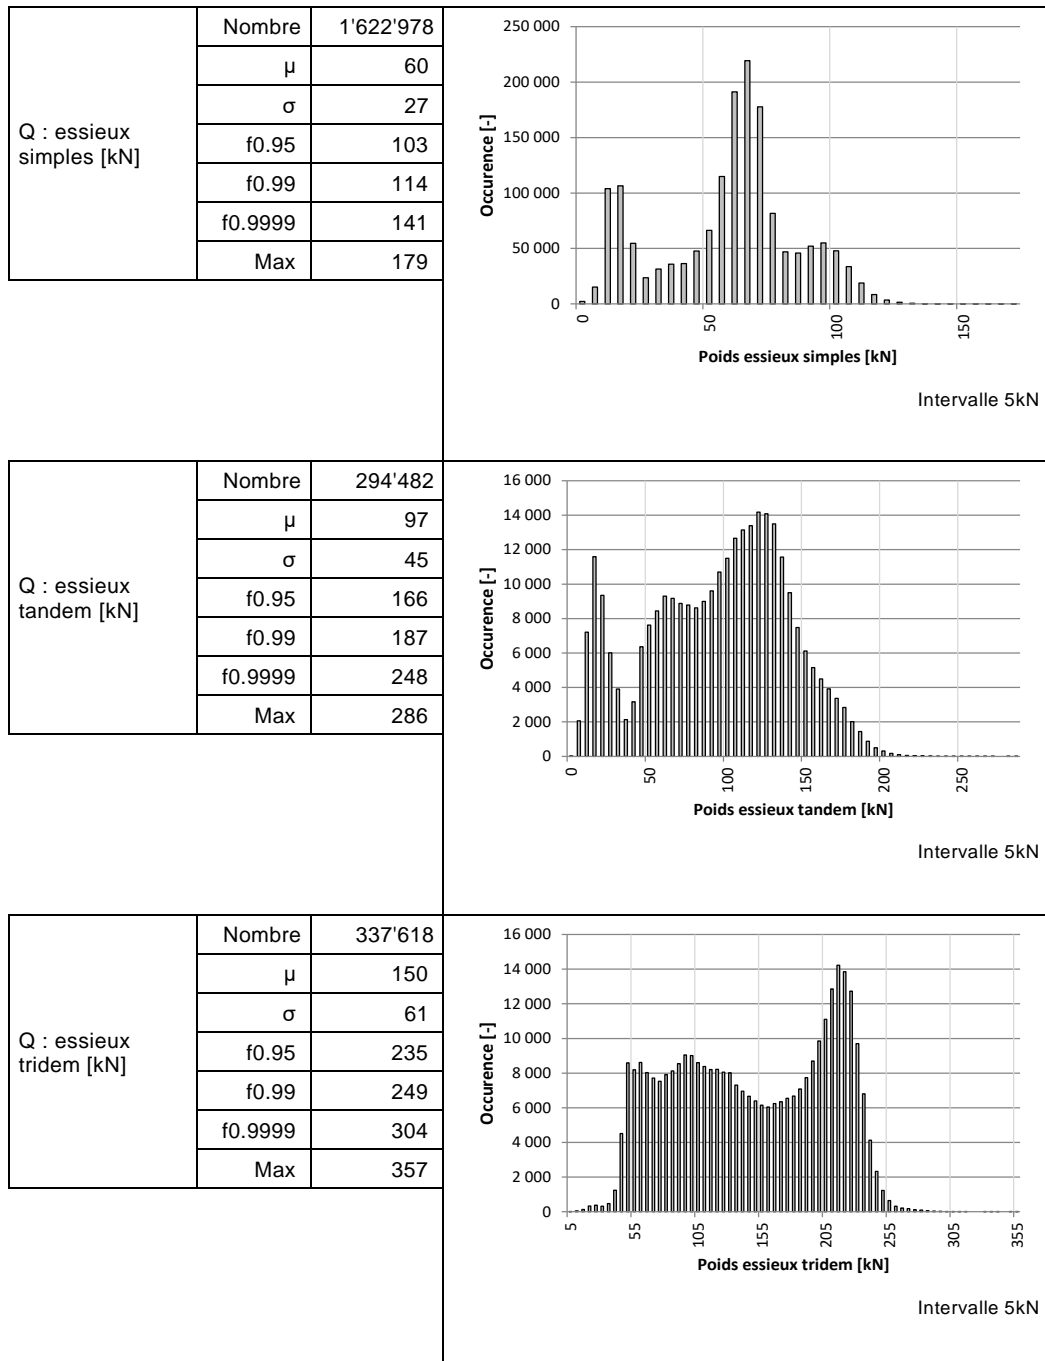 Q : essieux
simples [kN]
Nombre 1'622'978
μ 60
σ 27
f0.95 103
f0.99 114
f0.9999 141
Max 179
250 000
200 000
150 000
100 000
50 000
0
Occurence [-]
0 50 100 150
Poids essieux simples [kN]
Intervalle 5kN
Q : essieux
tandem [kN]
Nombre 294'482
μ 97
σ 45
f0.95 166
f0.99 187
f0.9999 248
Max 286
16 000
14 000
12 000
10 000
8 000
6 000
4 000
2 000
0
Occurence [-]
0 50 100 150 200 250
Poids essieux tandem [kN]
Intervalle 5kN
Q : essieux
tridem [kN]
Nombre 337'618
μ 150
σ 61
f0.95 235
f0.99 249
f0.9999 304
Max 357
16 000
14 000
12 000
10 000
8 000
6 000
4 000
2 000
0
Occurence [-]
5 55 105 155 205 255 305 355
Poids essieux tridem [kN]
Intervalle 5kN